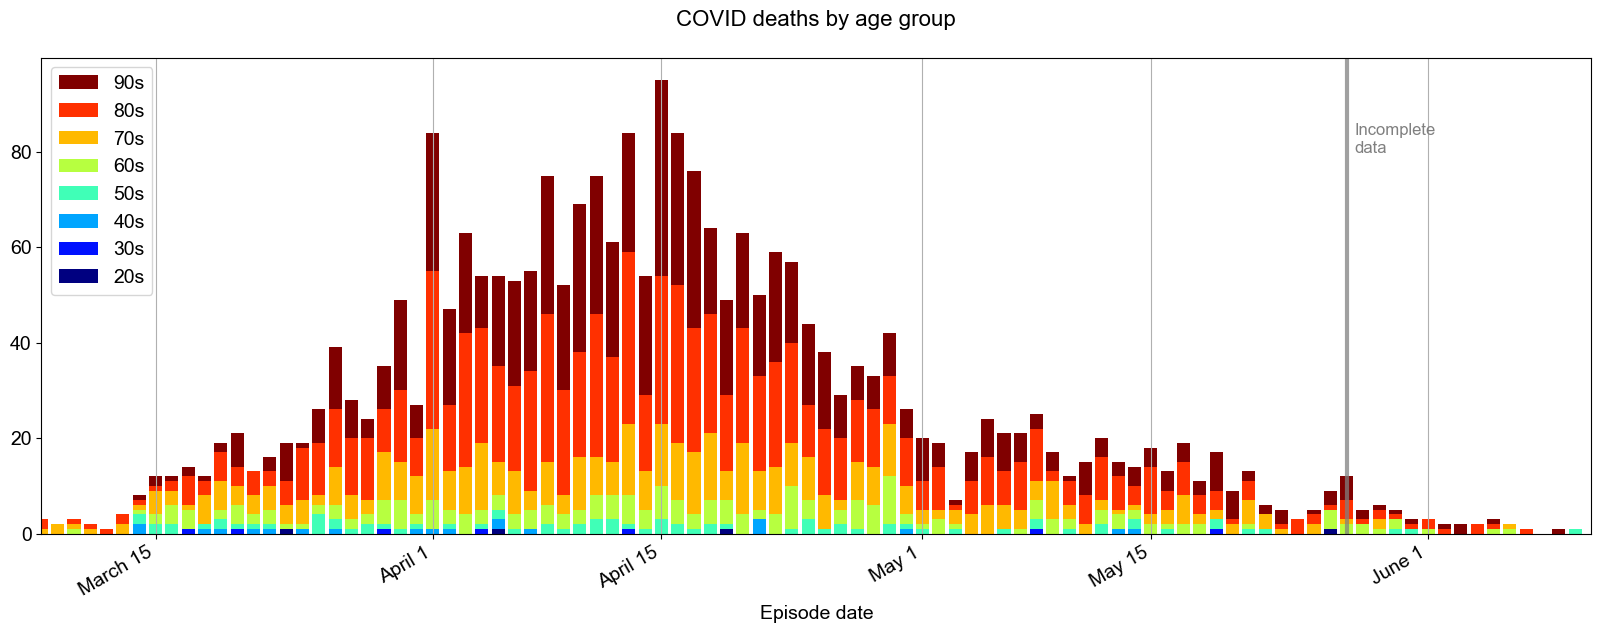 COVID deaths by age group
90s
80s
70s
60s
50s
40s
30s
20s
Incomplete
data
80
60
40
20
0
March 15
April 1
April 15
May 1
May 15
June 1
Episode date